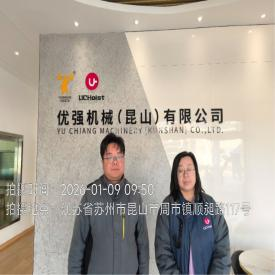 UCHoist
优强机械(昆山)有限公司
YU CHIANG MACHINERY (KUNSHAN) CO.,LTD.
拍摄时间：2026-01-09 09:50
拍摄地点：江苏省苏州市昆山市周市镇顺昶路117号